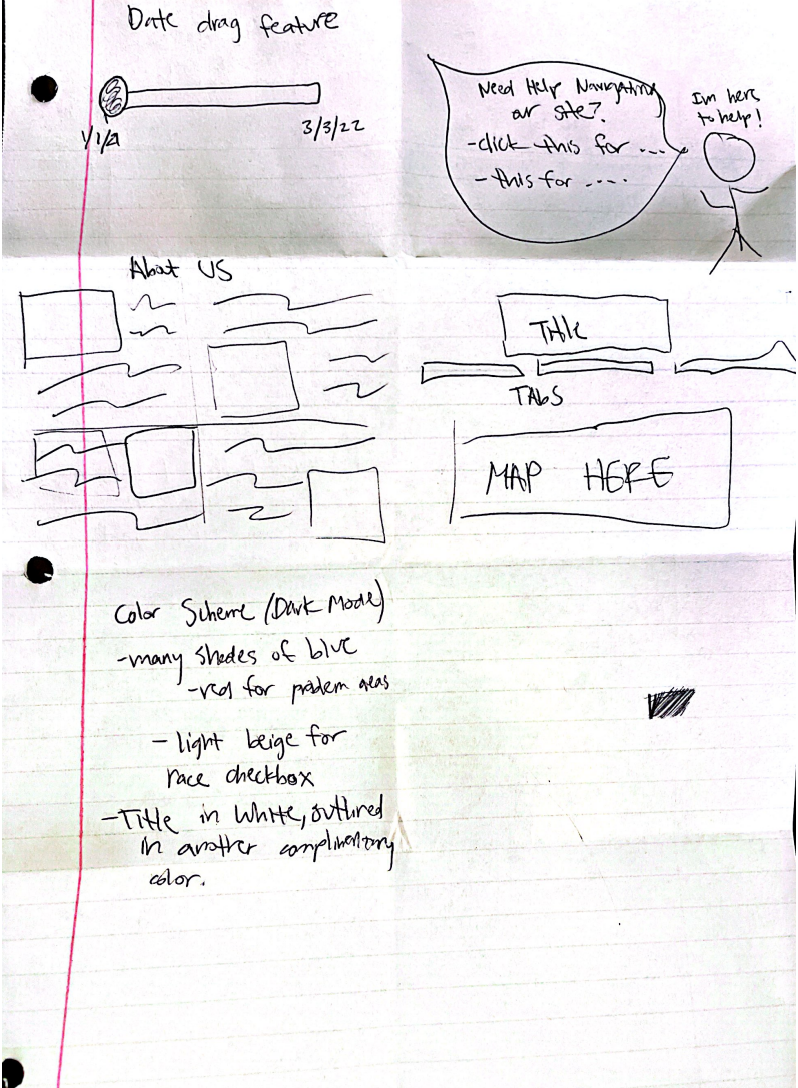 Date drag feature
1/1/21
3/3/22
Need Help Navigating
our site?
-click this for ...
-this for ....
I'm here
to help!
About US
Title
TABS
MAP HERE
Color Scheme (Dark Mode)
-many shades of blue
-red for problem areas
- light beige for
race checkbox
-Title in White, outlined
in another complimentary
color.